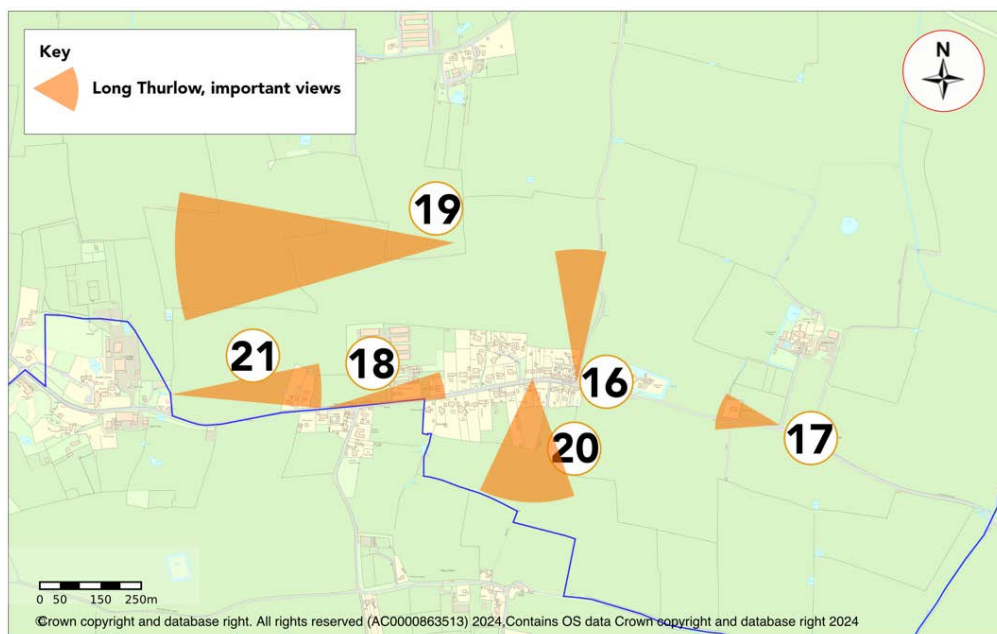 Key
Long Thurlow, important views
N
19
21
18
16
20
17
0 50 150 250m
©Crown copyright and database right. All rights reserved (AC0000863513) 2024,Contains OS data Crown copyright and database right 2024